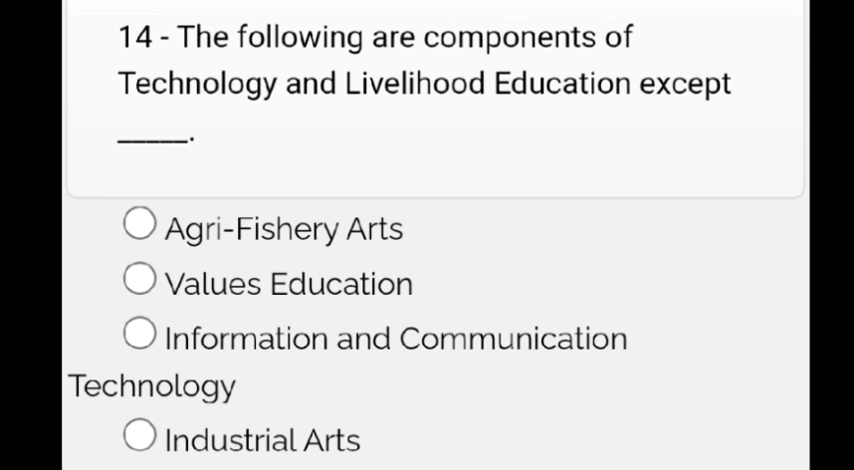 14 - The following are components of
Technology and Livelihood Education except
_____.
Agri-Fishery Arts
Values Education
Information and Communication
Technology
Industrial Arts